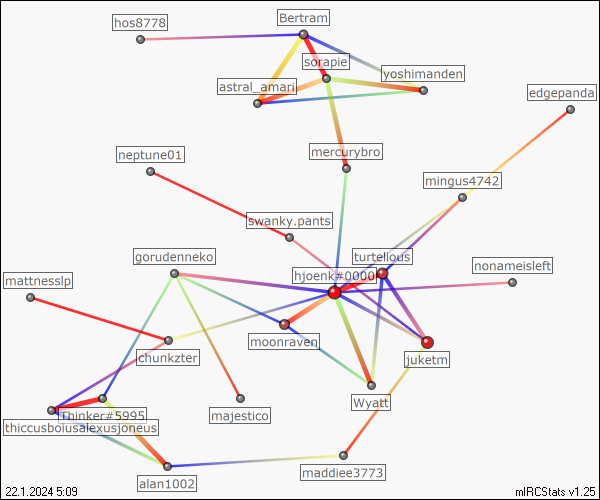 hos8778
Bertram
sorapie
yoshimanden
astral_amari
edgepanda
neptune01
mercurybro
mingus4742
swanky.pants
gorudenneko
turtelious
hjoenk#0000
nonameisleft
mattnesslp
moonraven
chunkzter
juketm
Wyatt
majestico
Thinker#5995
thiccusboiusalexusjoneus
maddiee3773
alan1002
22.1.2024 5:09
mIRCStats v1.25